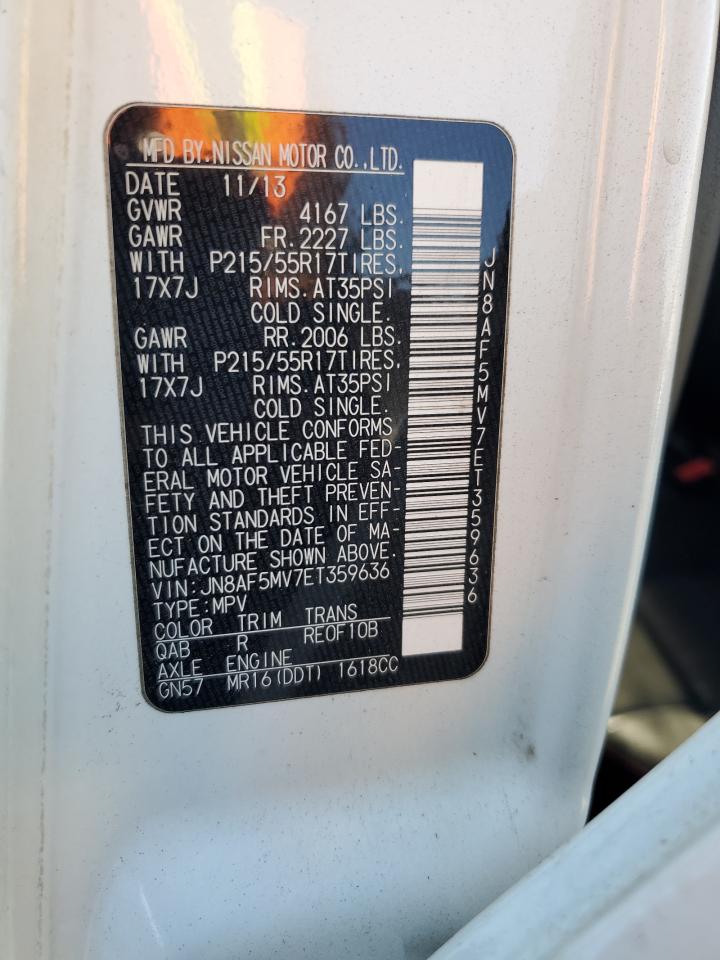 MFD BY:NISSAN MOTOR CO.,LTD.
DATE 11/13
GVWR 4167 LBS.
GAWR FR.2227 LBS.
WITH P215/55R17TIRES,
17X7J RIMS.AT35PSI
COLD SINGLE.
GAWR RR.2006 LBS.
WITH P215/55R17TIRES,
17X7J RIMS.AT35PSI
COLD SINGLE.
THIS VEHICLE CONFORMS
TO ALL APPLICABLE FED-
ERAL MOTOR VEHICLE SA-
FETY AND THEFT PREVEN-
TION STANDARDS IN EFF-
ECT ON THE DATE OF MA-
NUFACTURE SHOWN ABOVE.
VIN:JN8AF5MV7ET359636
TYPE:MPV
COLOR TRIM TRANS
QAB R RE0F10B
AXLE ENGINE
GN57 MR16(DDT) 1618CC
JN8AF5MV7ET359636